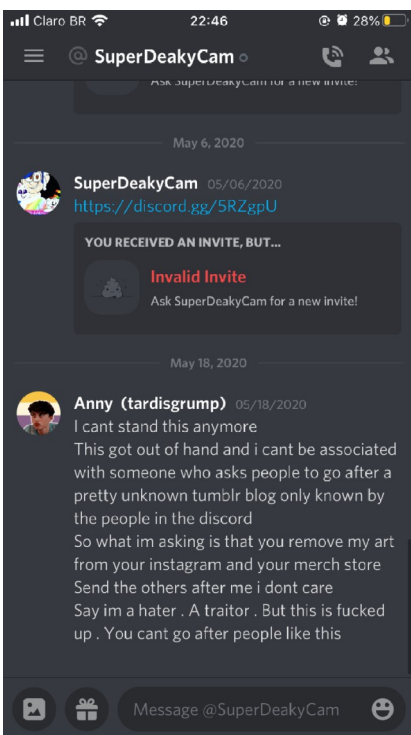 Claro BR 22:46 28%
@ SuperDeakyCam
Ask SuperDeakyCam for a new invite!
May 6, 2020
SuperDeakyCam 05/06/2020
https://discord.gg/5RZgpU
YOU RECEIVED AN INVITE, BUT...
Invalid Invite
Ask SuperDeakyCam for a new invite!
May 18, 2020
Anny (tardisgrump) 05/18/2020
I cant stand this anymore
This got out of hand and i cant be associated
with someone who asks people to go after a
pretty unknown tumblr blog only known by
the people in the discord
So what im asking is that you remove my art
from your instagram and your merch store
Send the others after me i dont care
Say im a hater . A traitor . But this is fucked
up . You cant go after people like this
Message @SuperDeakyCam